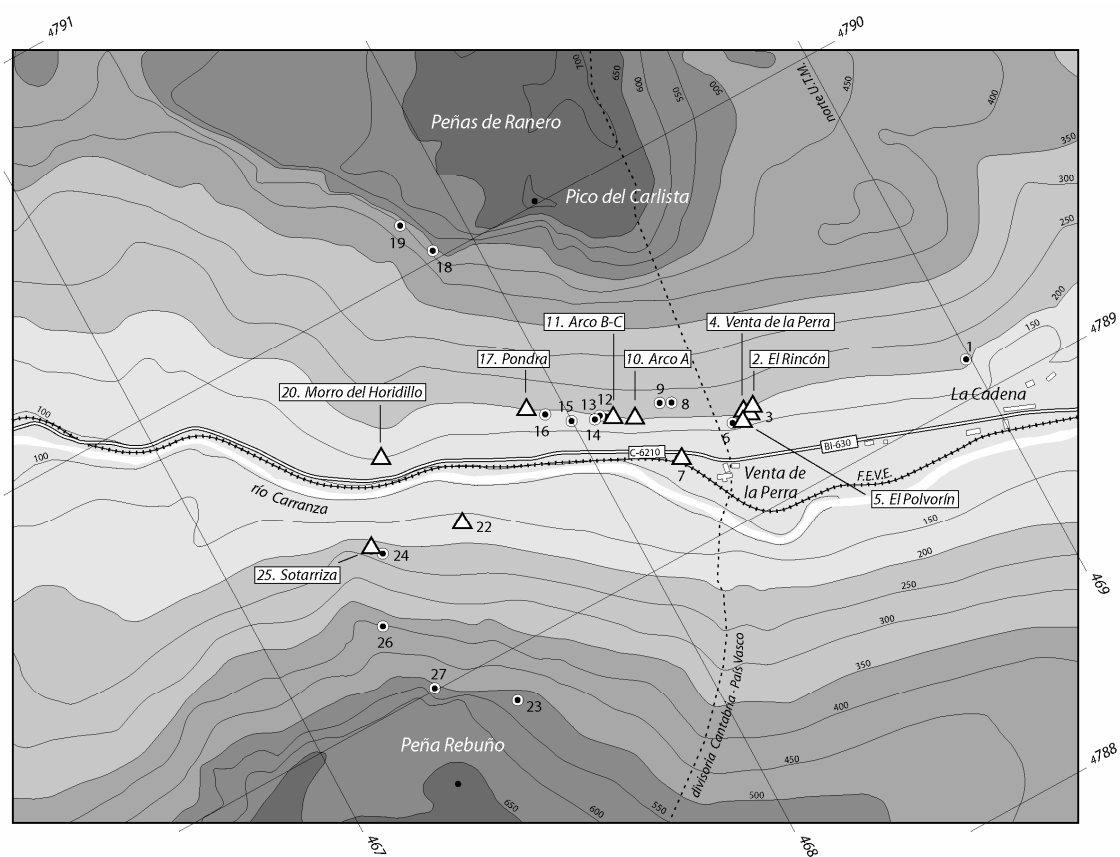 4791
4790
700
650
600
550
500
450
400
norte U.T.M.
350
300
250
200
150
Peñas de Ranero
Pico del Carlista
19
18
11. Arco B-C
4. Venta de la Perra
4789
17. Pondra
10. Arco A
2. El Rincón
1
20. Morro del Horidillo
La Cadena
9
8
15
13
12
16
14
6
3
100
100
C-6210
BI-630
7
Venta de
la Perra
F.E.V.E.
río Carranza
5. El Polvorín
22
150
24
200
25. Sotarriza
250
469
300
26
350
27
23
400
Peña Rebuño
divisoria Cantabria - País Vasco
450
4788
500
650
600
550
467
468